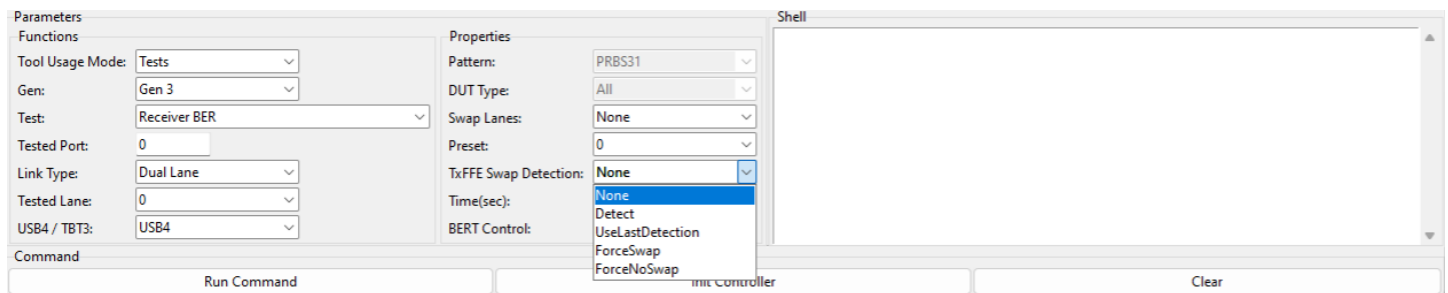 Parameters
Functions
Tool Usage Mode: Tests
Gen: Gen 3
Test: Receiver BER
Tested Port: 0
Link Type: Dual Lane
Tested Lane: 0
USB4 / TBT3: USB4
Properties
Pattern: PRBS31
DUT Type: All
Swap Lanes: None
Preset: 0
TxFFE Swap Detection: None
None
Detect
UseLastDetection
ForceSwap
ForceNoSwap
Time(sec):
BERT Control:
Shell
Command
Run Command
Init Controller
Clear